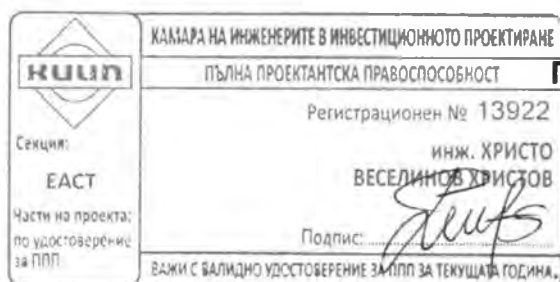 КАМАРА НА ИНЖЕНЕРИТЕ В ИНВЕСТИЦИОННОТО ПРОЕКТИРАНЕ
КИИП
ПЪЛНА ПРОЕКТАНТСКА ПРАВОСПОСОБНОСТ
П
Регистрационен № 13922
Секция:
ЕАСТ
Части на проекта:
по удостоверение
за ППП
инж. ХРИСТО
ВЕСЕЛИНОВ ХРИСТОВ
Подпис:
ВАЖИ С ВАЛИДНО УДОСТОВЕРЕНИЕ ЗА ППП ЗА ТЕКУЩАТА ГОДИНА.